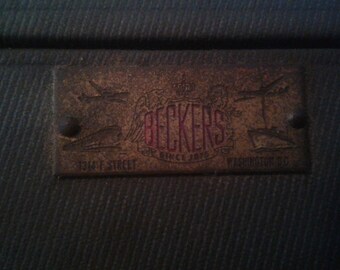 BECKERS
SINCE 1876
1314 F STREET WASHINGTON D.C.